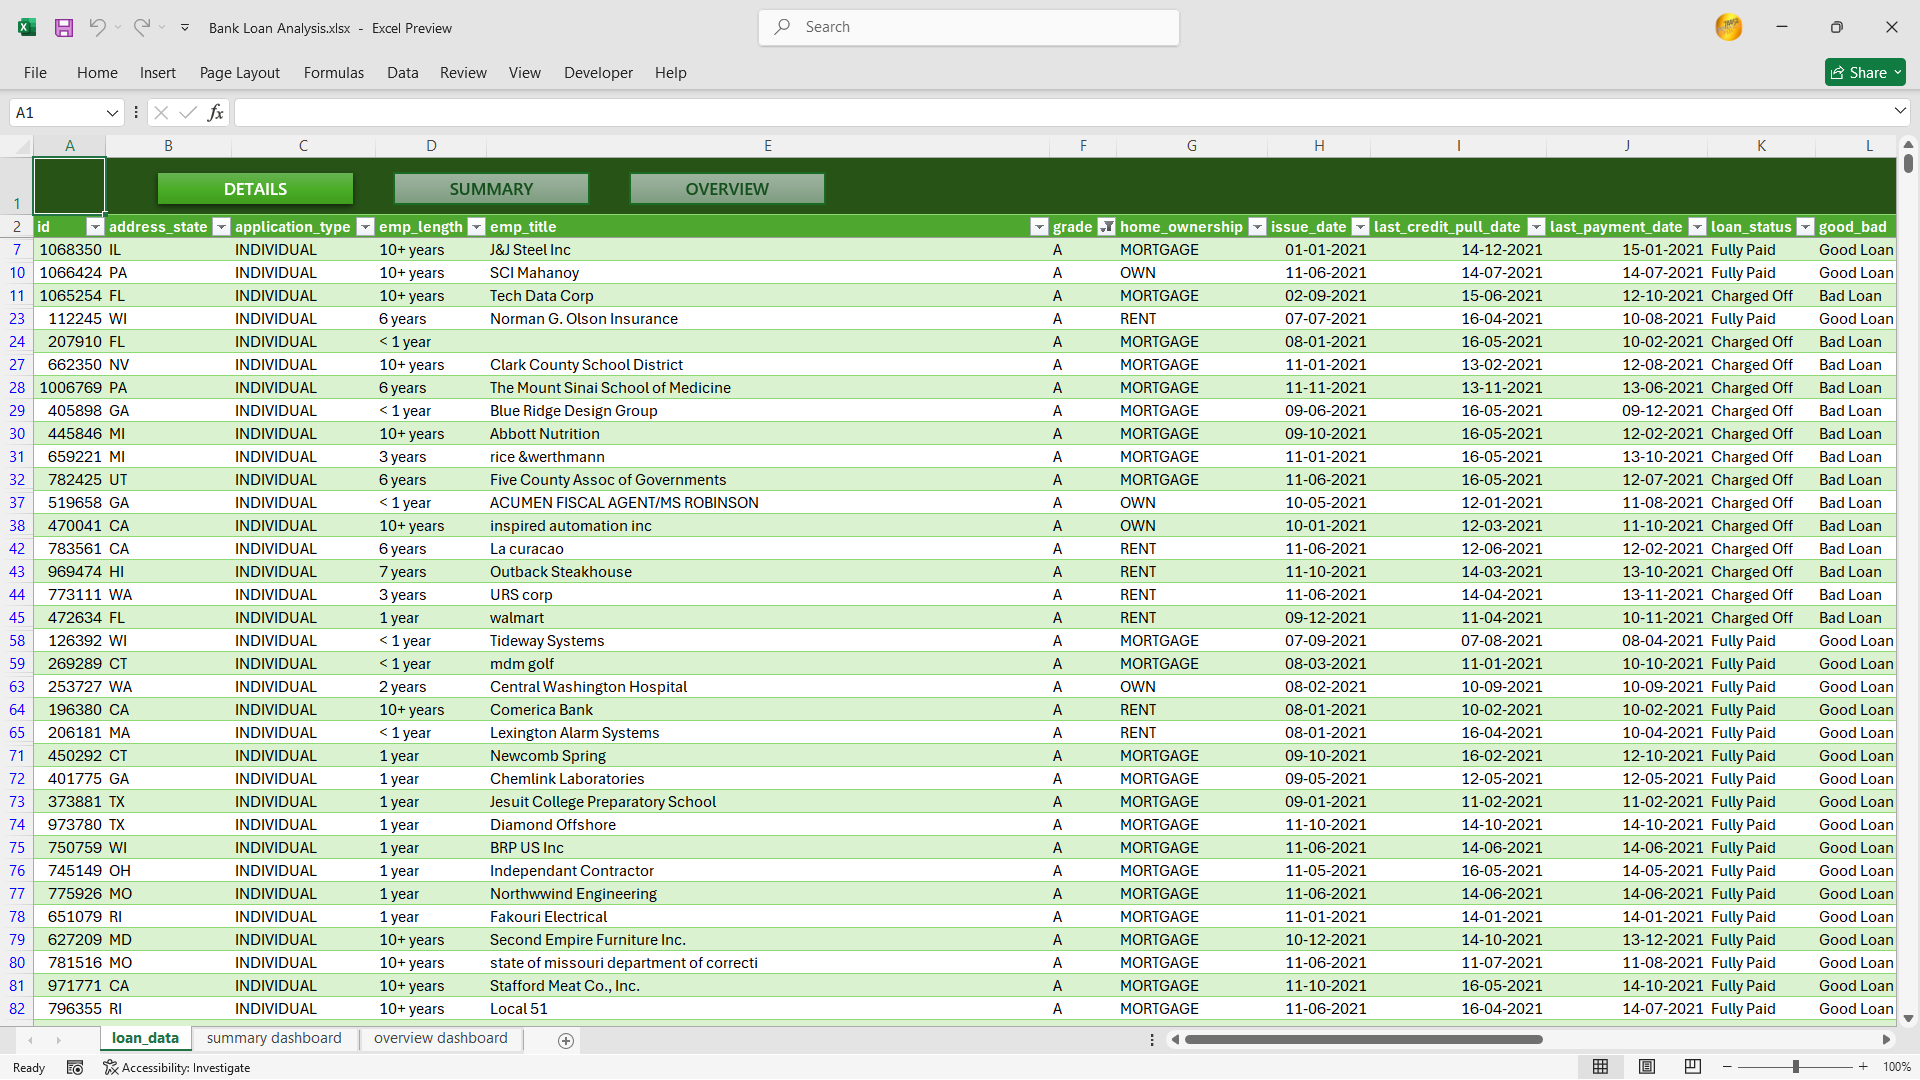 Bank Loan Analysis.xlsx - Excel Preview
Search
File Home Insert Page Layout Formulas Data Review View Developer Help
Share
A1
fx
A B C D E F G H I J K L
1 DETAILS SUMMARY OVERVIEW
2 id address_state application_type emp_length emp_title grade home_ownership issue_date last_credit_pull_date last_payment_date loan_status good_bad
7 1068350 IL INDIVIDUAL 10+ years J&J Steel Inc A MORTGAGE 01-01-2021 14-12-2021 15-01-2021 Fully Paid Good Loan
10 1066424 PA INDIVIDUAL 10+ years SCI Mahanoy A OWN 11-06-2021 14-07-2021 14-07-2021 Fully Paid Good Loan
11 1065254 FL INDIVIDUAL 10+ years Tech Data Corp A MORTGAGE 02-09-2021 15-06-2021 12-10-2021 Charged Off Bad Loan
23 112245 WI INDIVIDUAL 6 years Norman G. Olson Insurance A RENT 07-07-2021 16-04-2021 10-08-2021 Fully Paid Good Loan
24 207910 FL INDIVIDUAL < 1 year A MORTGAGE 08-01-2021 16-05-2021 10-02-2021 Charged Off Bad Loan
27 662350 NV INDIVIDUAL 10+ years Clark County School District A MORTGAGE 11-01-2021 13-02-2021 12-08-2021 Charged Off Bad Loan
28 1006769 PA INDIVIDUAL 6 years The Mount Sinai School of Medicine A MORTGAGE 11-11-2021 13-11-2021 13-06-2021 Charged Off Bad Loan
29 405898 GA INDIVIDUAL < 1 year Blue Ridge Design Group A MORTGAGE 09-06-2021 16-05-2021 09-12-2021 Charged Off Bad Loan
30 445846 MI INDIVIDUAL 10+ years Abbott Nutrition A MORTGAGE 09-10-2021 16-05-2021 12-02-2021 Charged Off Bad Loan
31 659221 MI INDIVIDUAL 3 years rice &werthmann A MORTGAGE 11-01-2021 16-05-2021 13-10-2021 Charged Off Bad Loan
32 782425 UT INDIVIDUAL 6 years Five County Assoc of Governments A MORTGAGE 11-06-2021 16-05-2021 12-07-2021 Charged Off Bad Loan
37 519658 GA INDIVIDUAL < 1 year ACUMEN FISCAL AGENT/MS ROBINSON A OWN 10-05-2021 12-01-2021 11-08-2021 Charged Off Bad Loan
38 470041 CA INDIVIDUAL 10+ years inspired automation inc A OWN 10-01-2021 12-03-2021 11-10-2021 Charged Off Bad Loan
42 783561 CA INDIVIDUAL 6 years La curacao A RENT 11-06-2021 12-06-2021 12-02-2021 Charged Off Bad Loan
43 969474 HI INDIVIDUAL 7 years Outback Steakhouse A RENT 11-10-2021 14-03-2021 13-10-2021 Charged Off Bad Loan
44 773111 WA INDIVIDUAL 3 years URS corp A RENT 11-06-2021 14-04-2021 13-11-2021 Charged Off Bad Loan
45 472634 FL INDIVIDUAL 1 year walmart A RENT 09-12-2021 11-04-2021 10-11-2021 Charged Off Bad Loan
58 126392 WI INDIVIDUAL < 1 year Tideway Systems A MORTGAGE 07-09-2021 07-08-2021 08-04-2021 Fully Paid Good Loan
59 269289 CT INDIVIDUAL < 1 year mdm golf A MORTGAGE 08-03-2021 11-01-2021 10-10-2021 Fully Paid Good Loan
63 253727 WA INDIVIDUAL 2 years Central Washington Hospital A OWN 08-02-2021 10-09-2021 10-09-2021 Fully Paid Good Loan
64 196380 CA INDIVIDUAL 10+ years Comerica Bank A RENT 08-01-2021 10-02-2021 10-02-2021 Fully Paid Good Loan
65 206181 MA INDIVIDUAL < 1 year Lexington Alarm Systems A RENT 08-01-2021 16-04-2021 10-04-2021 Fully Paid Good Loan
71 450292 CT INDIVIDUAL 1 year Newcomb Spring A MORTGAGE 09-10-2021 16-02-2021 12-10-2021 Fully Paid Good Loan
72 401775 GA INDIVIDUAL 1 year Chemlink Laboratories A MORTGAGE 09-05-2021 12-05-2021 12-05-2021 Fully Paid Good Loan
73 373881 TX INDIVIDUAL 1 year Jesuit College Preparatory School A MORTGAGE 09-01-2021 11-02-2021 11-02-2021 Fully Paid Good Loan
74 973780 TX INDIVIDUAL 1 year Diamond Offshore A MORTGAGE 11-10-2021 14-10-2021 14-10-2021 Fully Paid Good Loan
75 750759 WI INDIVIDUAL 1 year BRP US Inc A MORTGAGE 11-06-2021 14-06-2021 14-06-2021 Fully Paid Good Loan
76 745149 OH INDIVIDUAL 1 year Independant Contractor A MORTGAGE 11-05-2021 16-05-2021 14-05-2021 Fully Paid Good Loan
77 775926 MO INDIVIDUAL 1 year Northwwind Engineering A MORTGAGE 11-06-2021 14-06-2021 14-06-2021 Fully Paid Good Loan
78 651079 RI INDIVIDUAL 1 year Fakouri Electrical A MORTGAGE 11-01-2021 14-01-2021 14-01-2021 Fully Paid Good Loan
79 627209 MD INDIVIDUAL 10+ years Second Empire Furniture Inc. A MORTGAGE 10-12-2021 14-10-2021 13-12-2021 Fully Paid Good Loan
80 781516 MO INDIVIDUAL 10+ years state of missouri department of correcti A MORTGAGE 11-06-2021 11-07-2021 11-08-2021 Fully Paid Good Loan
81 971771 CA INDIVIDUAL 10+ years Stafford Meat Co., Inc. A MORTGAGE 11-10-2021 16-05-2021 14-10-2021 Fully Paid Good Loan
82 796355 RI INDIVIDUAL 10+ years Local 51 A MORTGAGE 11-06-2021 16-04-2021 14-07-2021 Fully Paid Good Loan
loan_data summary dashboard overview dashboard
Ready Accessibility: Investigate 100%